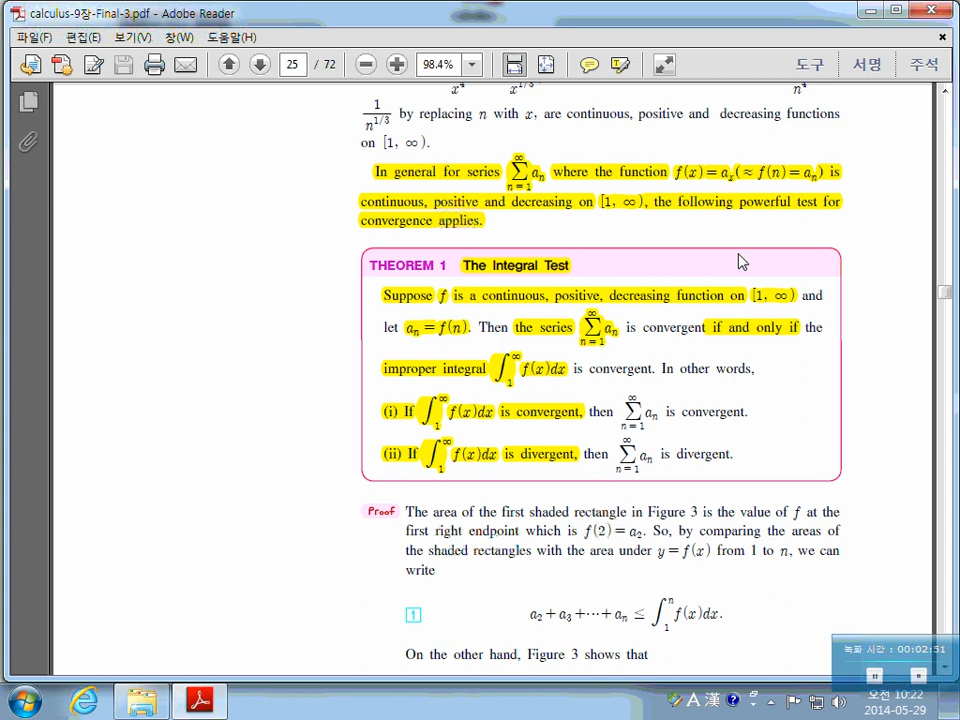 calculus-9장-Final-3.pdf - Adobe Reader
파일(F) 편집(E) 보기(V) 창(W) 도움말(H)
25 / 72 98.4% 도구 서명 주석
x⁴ x^{1/3} n⁴
1/n^{1/3} by replacing n with x, are continuous, positive and decreasing functions
on [1, ∞).
In general for series ∑_{n=1}^{∞} a_n where the function f(x)=a_x(≈f(n)=a_n) is
continuous, positive and decreasing on [1, ∞), the following powerful test for
convergence applies.
THEOREM 1 The Integral Test
Suppose f is a continuous, positive, decreasing function on [1, ∞) and
let a_n=f(n). Then the series ∑_{n=1}^{∞} a_n is convergent if and only if the
improper integral ∫_1^∞ f(x)dx is convergent. In other words,
(i) If ∫_1^∞ f(x)dx is convergent, then ∑_{n=1}^{∞} a_n is convergent.
(ii) If ∫_1^∞ f(x)dx is divergent, then ∑_{n=1}^{∞} a_n is divergent.
Proof The area of the first shaded rectangle in Figure 3 is the value of f at the
first right endpoint which is f(2)=a₂. So, by comparing the areas of
the shaded rectangles with the area under y=f(x) from 1 to n, we can
write
1 a₂+a₃+⋯+a_n ≤ ∫_1^n f(x)dx.
On the other hand, Figure 3 shows that
녹화 시간 : 00:02:51
A 漢
오전 10:22
2014-05-29